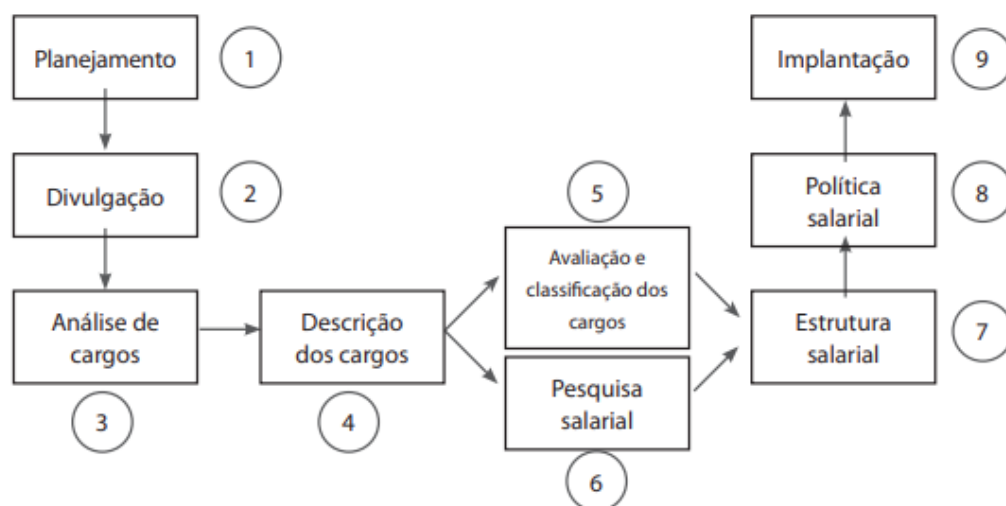 Planejamento
1
Divulgação
2
Análise de
cargos
3
Descrição
dos cargos
4
5
Avaliação e
classificação dos
cargos
Pesquisa
salarial
6
Estrutura
salarial
7
Política
salarial
8
Implantação
9